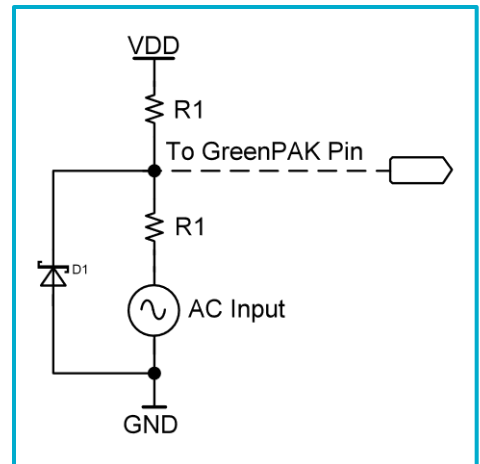 VDD
R1
To GreenPAK Pin
R1
D1
AC Input
GND